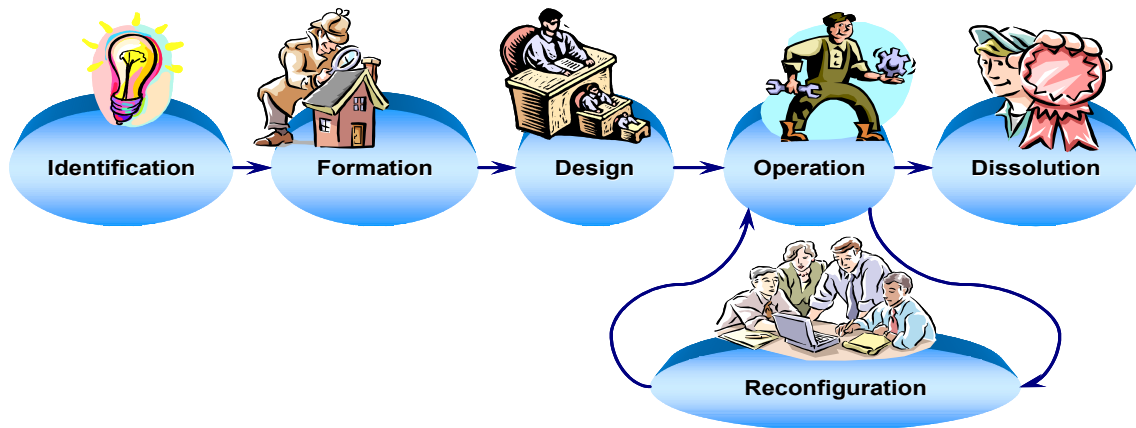 Identification
Formation
Design
Operation
Dissolution
Reconfiguration